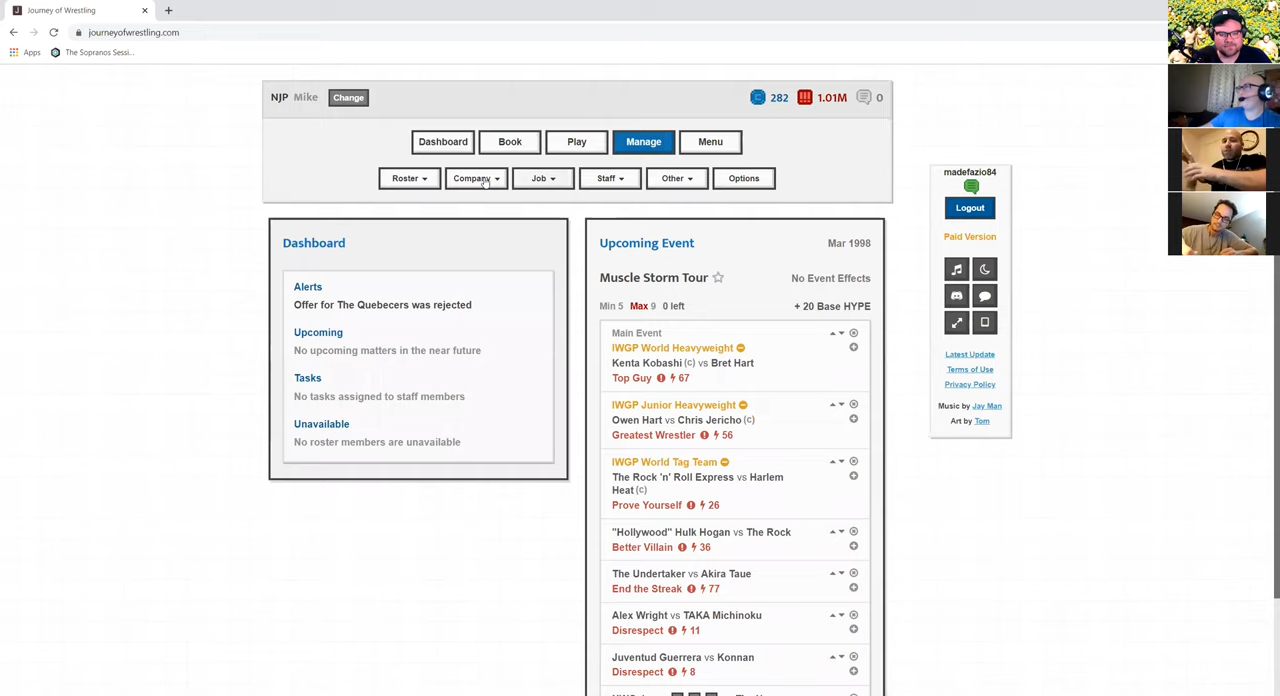 Journey of Wrestling
journeyofwrestling.com
Apps
The Sopranos Sessi...
NJP Mike Change
282 1.01M 0
Dashboard Book Play Manage Menu
Roster Company Job Staff Other Options
madefazio84
Logout
Paid Version
Latest Update
Terms of Use
Privacy Policy
Music by Jay Man
Art by Tom
Dashboard
Alerts
Offer for The Quebecers was rejected
Upcoming
No upcoming matters in the near future
Tasks
No tasks assigned to staff members
Unavailable
No roster members are unavailable
Upcoming Event Mar 1998
Muscle Storm Tour No Event Effects
Min 5 Max 9 0 left + 20 Base HYPE
Main Event
IWGP World Heavyweight
Kenta Kobashi (c) vs Bret Hart
Top Guy 67
IWGP Junior Heavyweight
Owen Hart vs Chris Jericho (c)
Greatest Wrestler 56
IWGP World Tag Team
The Rock 'n' Roll Express vs Harlem
Heat (c)
Prove Yourself 26
"Hollywood" Hulk Hogan vs The Rock
Better Villain 36
The Undertaker vs Akira Taue
End the Streak 77
Alex Wright vs TAKA Michinoku
Disrespect 11
Juventud Guerrera vs Konnan
Disrespect 8